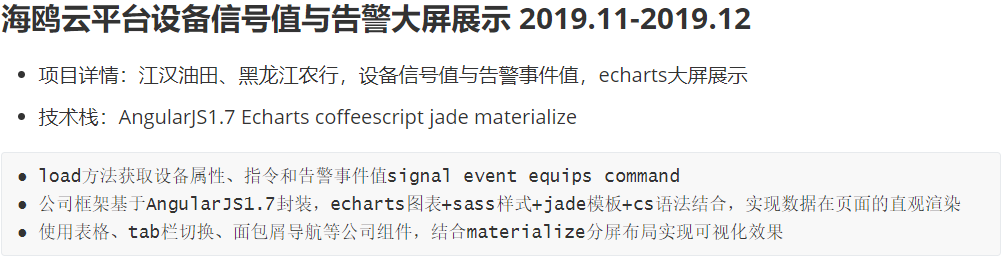 海鸥云平台设备信号值与告警大屏展示 2019.11-2019.12
• 项目详情：江汉油田、黑龙江农行，设备信号值与告警事件值，echarts大屏展示
• 技术栈：AngularJS1.7 Echarts coffeescript jade materialize
● load方法获取设备属性、指令和告警事件值signal event equips command
● 公司框架基于AngularJS1.7封装，echarts图表+sass样式+jade模板+cs语法结合，实现数据在页面的直观渲染
● 使用表格、tab栏切换、面包屑导航等公司组件，结合materialize分屏布局实现可视化效果